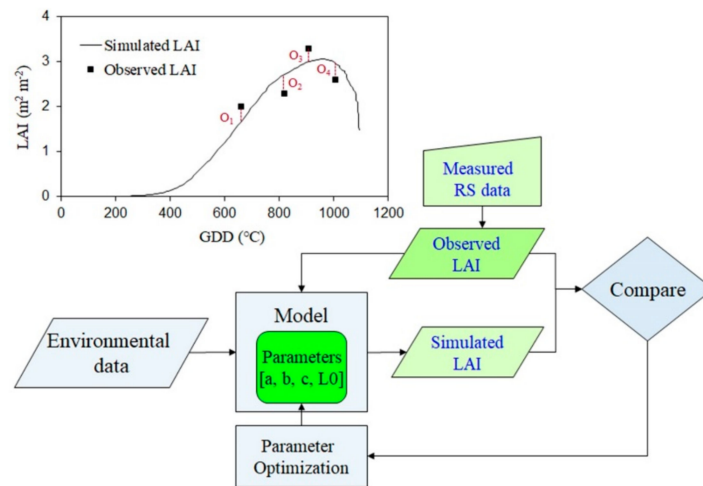 4
3
2
1
0
LAI (m² m⁻²)
Simulated LAI
Observed LAI
O₁
O₂
O₃
O₄
0 200 400 600 800 1000 1200
GDD (°C)
Measured
RS data
Observed
LAI
Compare
Model
Environmental
data
Parameters
[a, b, c, L0]
Simulated
LAI
Parameter
Optimization